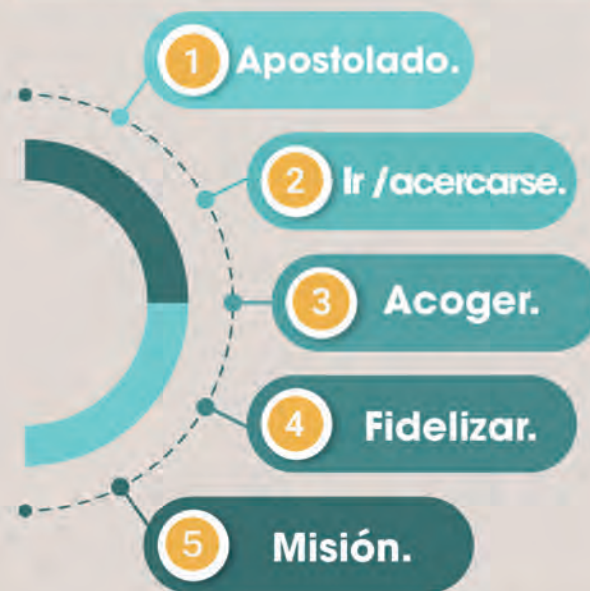 1 Apostolado.
2 Ir /acercarse.
3 Acoger.
4 Fidelizar.
5 Misión.